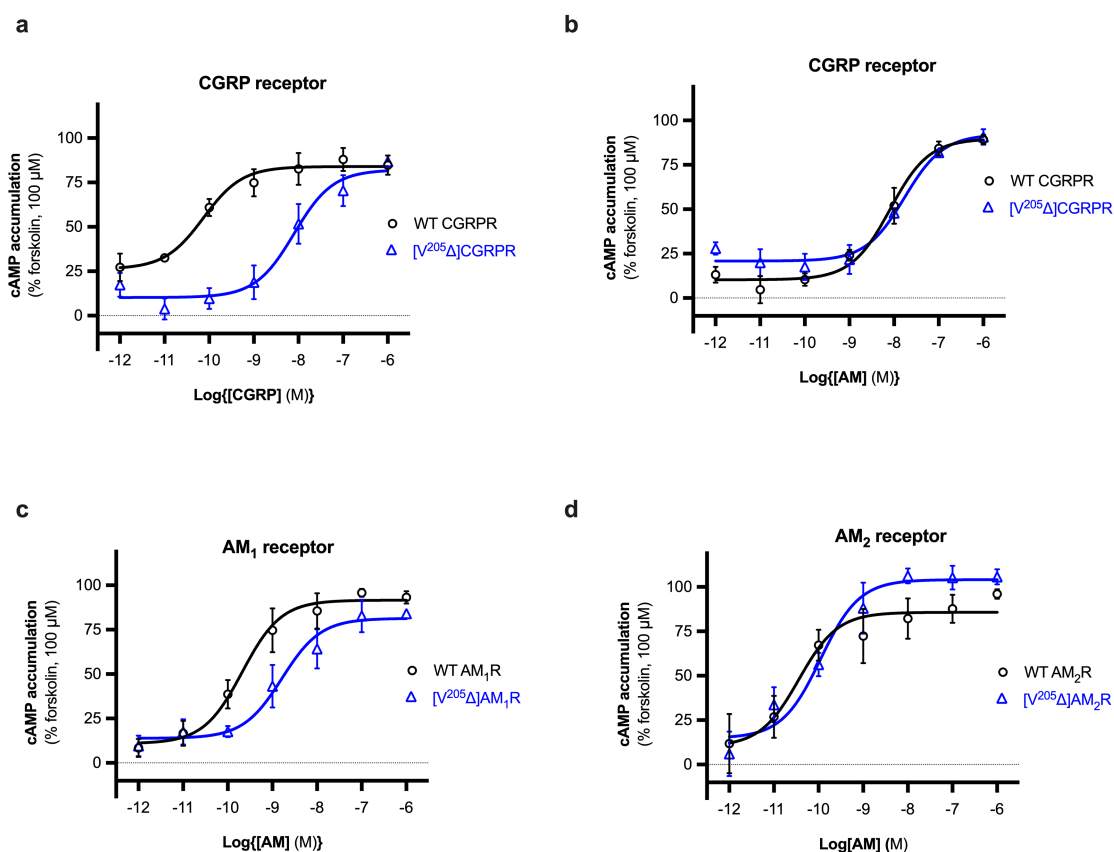 a
CGRP receptor
cAMP accumulation
(% forskolin, 100 µM)
100
75
50
25
0
-12 -11 -10 -9 -8 -7 -6
Log{[CGRP] (M)}
WT CGRPR
[V²⁰⁵Δ]CGRPR
b
CGRP receptor
cAMP accumulation
(% forskolin, 100 µM)
100
75
50
25
0
-12 -11 -10 -9 -8 -7 -6
Log{[AM] (M)}
WT CGRPR
[V²⁰⁵Δ]CGRPR
c
AM₁ receptor
cAMP accumulation
(% forskolin, 100 µM)
100
75
50
25
0
-12 -11 -10 -9 -8 -7 -6
Log{[AM] (M)}
WT AM₁R
[V²⁰⁵Δ]AM₁R
d
AM₂ receptor
cAMP accumulation
(% forskolin, 100 µM)
100
75
50
25
0
-12 -11 -10 -9 -8 -7 -6
Log[AM] (M)
WT AM₂R
[V²⁰⁵Δ]AM₂R